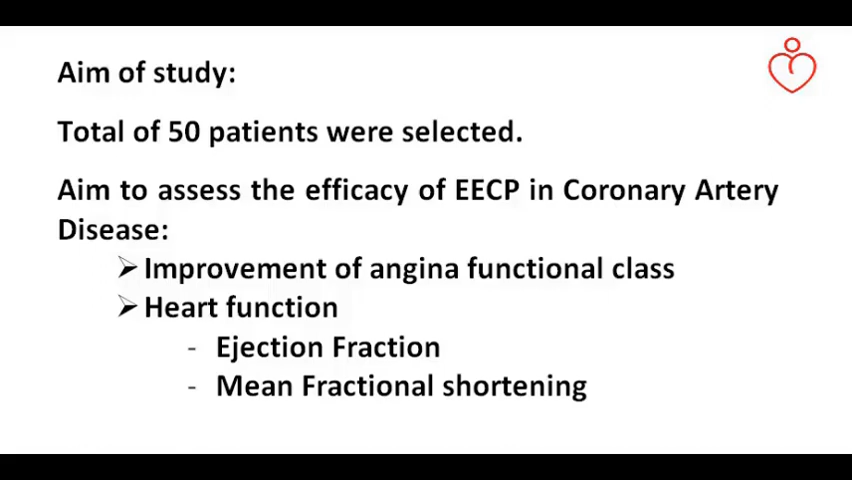 Aim of study:
Total of 50 patients were selected.
Aim to assess the efficacy of EECP in Coronary Artery
Disease:
➢ Improvement of angina functional class
➢ Heart function
- Ejection Fraction
- Mean Fractional shortening